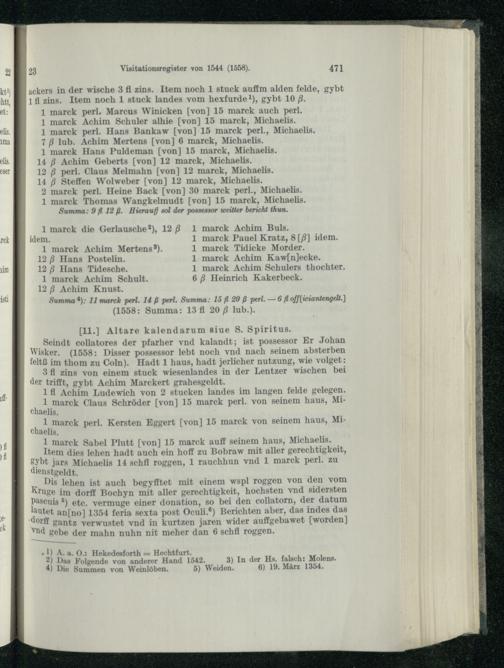 23 Visitationsregister von 1544 (1558). 471
ackers in der wische 3 fl zins. Item noch 1 stuck auffm alden felde, gybt
1 fl zins. Item noch 1 stuck landes vom hexfurde¹), gybt 10 β.
1 marck perl. Marcus Winicken [von] 15 marck auch perl.
1 marck Achim Schuler alhie [von] 15 marck, Michaelis.
1 marck perl. Hans Bankaw [von] 15 marck perl., Michaelis.
7 β lub. Achim Mertens [von] 6 marck, Michaelis.
1 marck Hans Puldeman [von] 15 marck, Michaelis.
14 β Achim Geberts [von] 12 marck, Michaelis.
12 β perl. Claus Melmahn [von] 12 marck, Michaelis.
14 β Steffen Wolweber [von] 12 marck, Michaelis.
2 marck perl. Heine Back [von] 30 marck perl., Michaelis.
1 marck Thomas Wangkelmudt [von] 15 marck, Michaelis.
Summa: 9 fl 12 β. Hierauß sol der possessor weitter bericht thun.
1 marck die Gerlausche²), 12 β
idem.
1 marck Achim Mertens³).
12 β Hans Postelin.
12 β Hans Tidesche.
1 marck Achim Schult.
12 β Achim Knust.
1 marck Achim Buls.
1 marck Pauel Kratz, 8 [β] idem.
1 marck Tidicke Morder.
1 marck Achim Kaw[n]ecke.
1 marck Achim Schulers thochter.
6 β Heinrich Kakerbeck.
Summa⁴): 11 marck perl. 14 β perl. Summa: 15 fl 20 β perl. — 6 fl off[iciantengelt.]
(1558: Summa: 13 fl 20 β lub.).
[11.] Altare kalendarum siue S. Spiritus.
Seindt collatores der pfarher vnd kalandt; ist possessor Er Johan
Wisker. (1558: Disser possessor lebt noch vnd nach seinem absterben
feltß im thom zu Coln). Hadt 1 haus, hadt jerlicher nutzung, wie volget:
3 fl zins von einem stuck wiesenlandes in der Lentzer wischen bei
der trifft, gybt Achim Marckert grahesgeldt.
1 fl Achim Ludewich von 2 stucken landes im langen felde gelegen.
1 marck Claus Schröder [von] 15 marck perl. von seinem haus, Mi-
chaelis.
1 marck perl. Kersten Eggert [von] 15 marck von seinem haus, Mi-
chaelis.
1 marck Sabel Plutt [von] 15 marck auff seinem haus, Michaelis.
Item dies lehen hadt auch ein hoff zu Bobraw mit aller gerechtigkeit,
gybt jars Michaelis 14 schfl roggen, 1 rauchhun vnd 1 marck perl. zu
dienstgeldt.
Dis lehen ist auch begyfftet mit einem wspl roggen von dem vom
Kruge im dorff Bochyn mit aller gerechtigkeit, hochsten vnd sidersten
pascuis⁵) etc. vermuge einer donation, so bei den collatorn, der datum
lautet an[no] 1354 feria sexta post Oculi.⁶) Berichten aber, das indes das
dorff gantz verwustet vnd in kurtzen jaren wider auffgebawet [worden]
vnd gebe der mahn nuhn nit meher dan 6 schfl roggen.
1) A. a. O.: Hekedesforth = Hechtfurt.
2) Das Folgende von anderer Hand 1542. 3) In der Hs. falsch: Molens.
4) Die Summen von Weinlöben. 5) Weiden. 6) 19. März 1354.